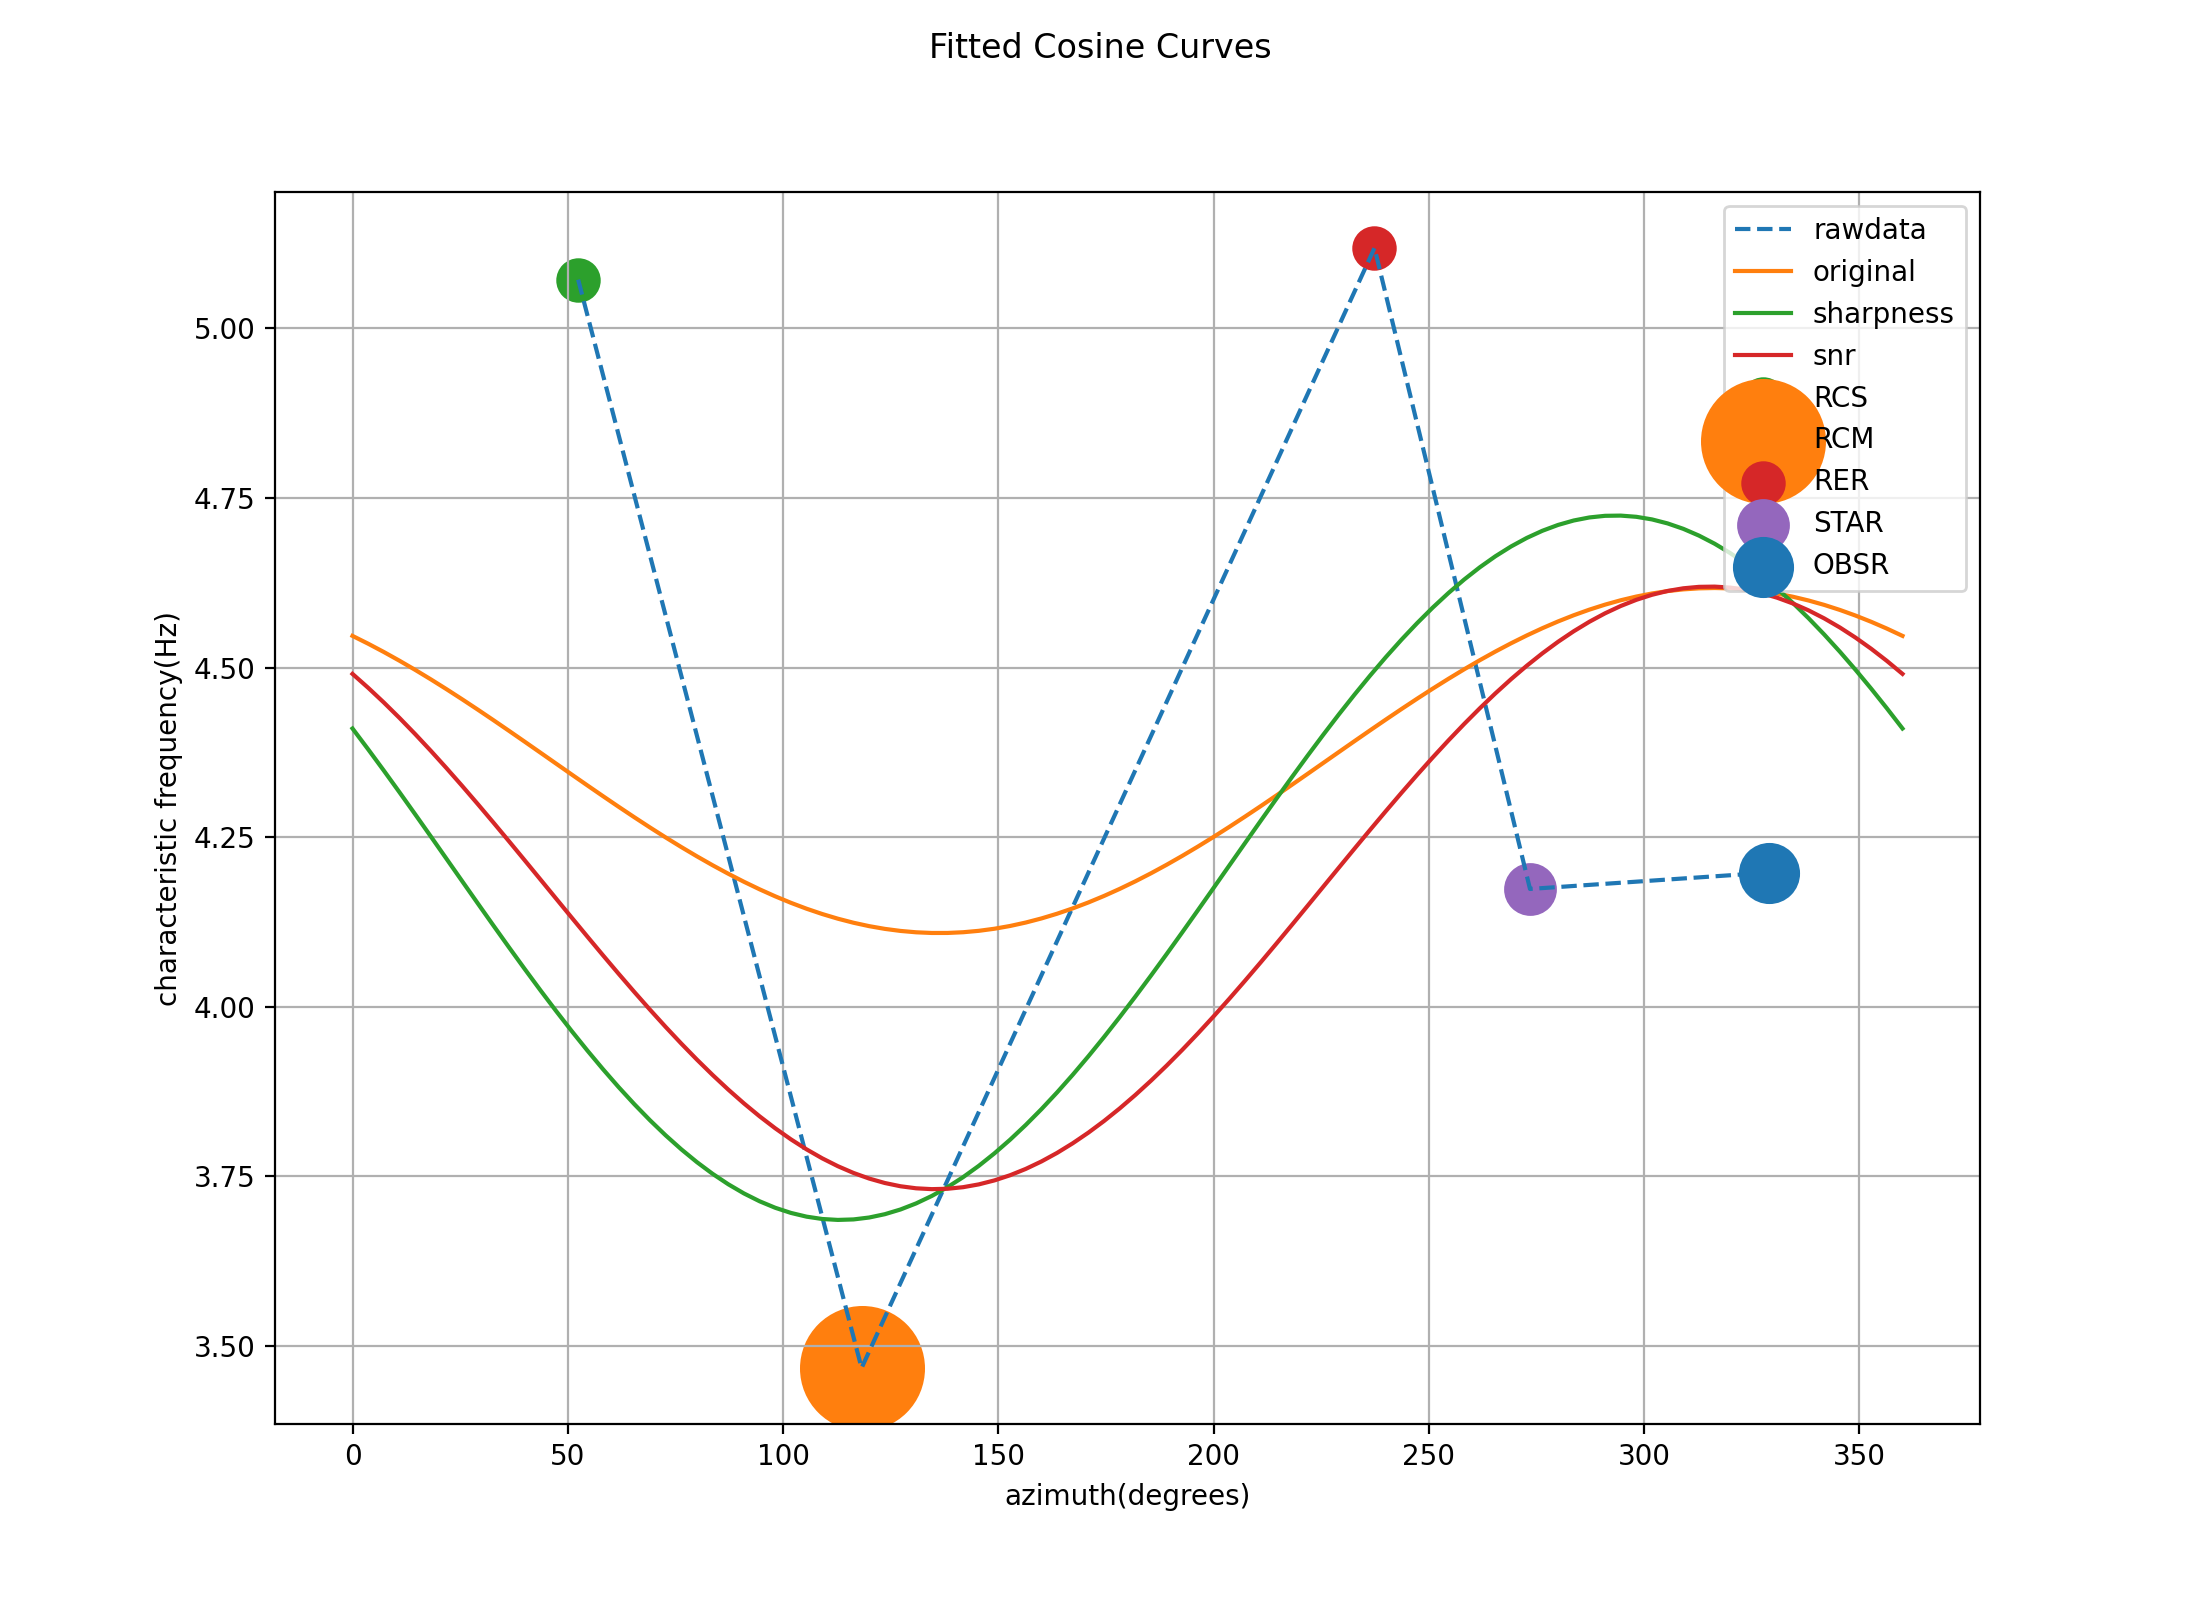 Fitted Cosine Curves
rawdata
original
sharpness
snr
RCS
RCM
RER
STAR
OBSR
5.00
4.75
4.50
4.25
4.00
3.75
3.50
characteristic frequency(Hz)
0 50 100 150 200 250 300 350
azimuth(degrees)